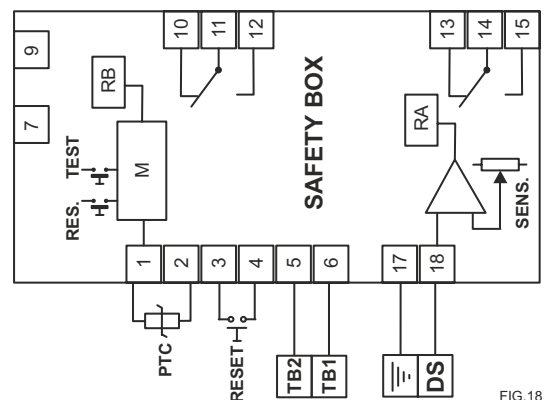 10 11 12
13 14 15
9
7
RB
RA
TEST
RES.
M
SAFETY BOX
SENS.
1 2 3 4 5 6
17 18
PTC
RESET
TB2
TB1
DS
FIG.18